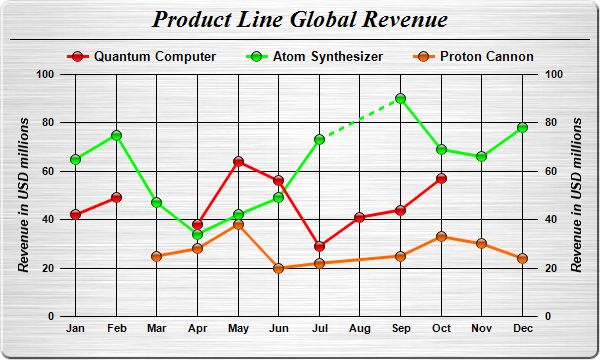 Product Line Global Revenue
Quantum Computer Atom Synthesizer Proton Cannon
Revenue in USD millions
100 100
80 80
60 60
40 40
20 20
0 0
Revenue in USD millions
Jan Feb Mar Apr May Jun Jul Aug Sep Oct Nov Dec